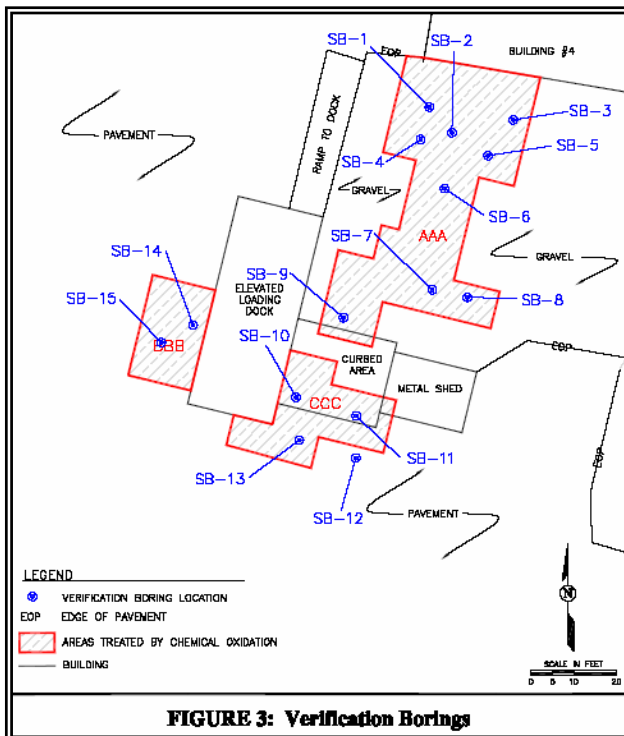 SB-1
SB-2
EOP
BUILDING #4
SB-3
PAVEMENT
RAMP TO DOCK
SB-4
SB-5
GRAVEL
SB-6
SB-7
AAA
SB-14
GRAVEL
SB-9
SB-15
ELEVATED
LOADING
DOCK
SB-8
BBB
SB-10
CURBED
AREA
EOP
METAL SHED
CCC
SB-11
EOP
SB-13
SB-12
PAVEMENT
LEGEND
VERIFICATION BORING LOCATION
EOP EDGE OF PAVEMENT
AREAS TREATED BY CHEMICAL OXIDATION
BUILDING
N
SCALE IN FEET
0 5 10 20
FIGURE 3: Verification Borings